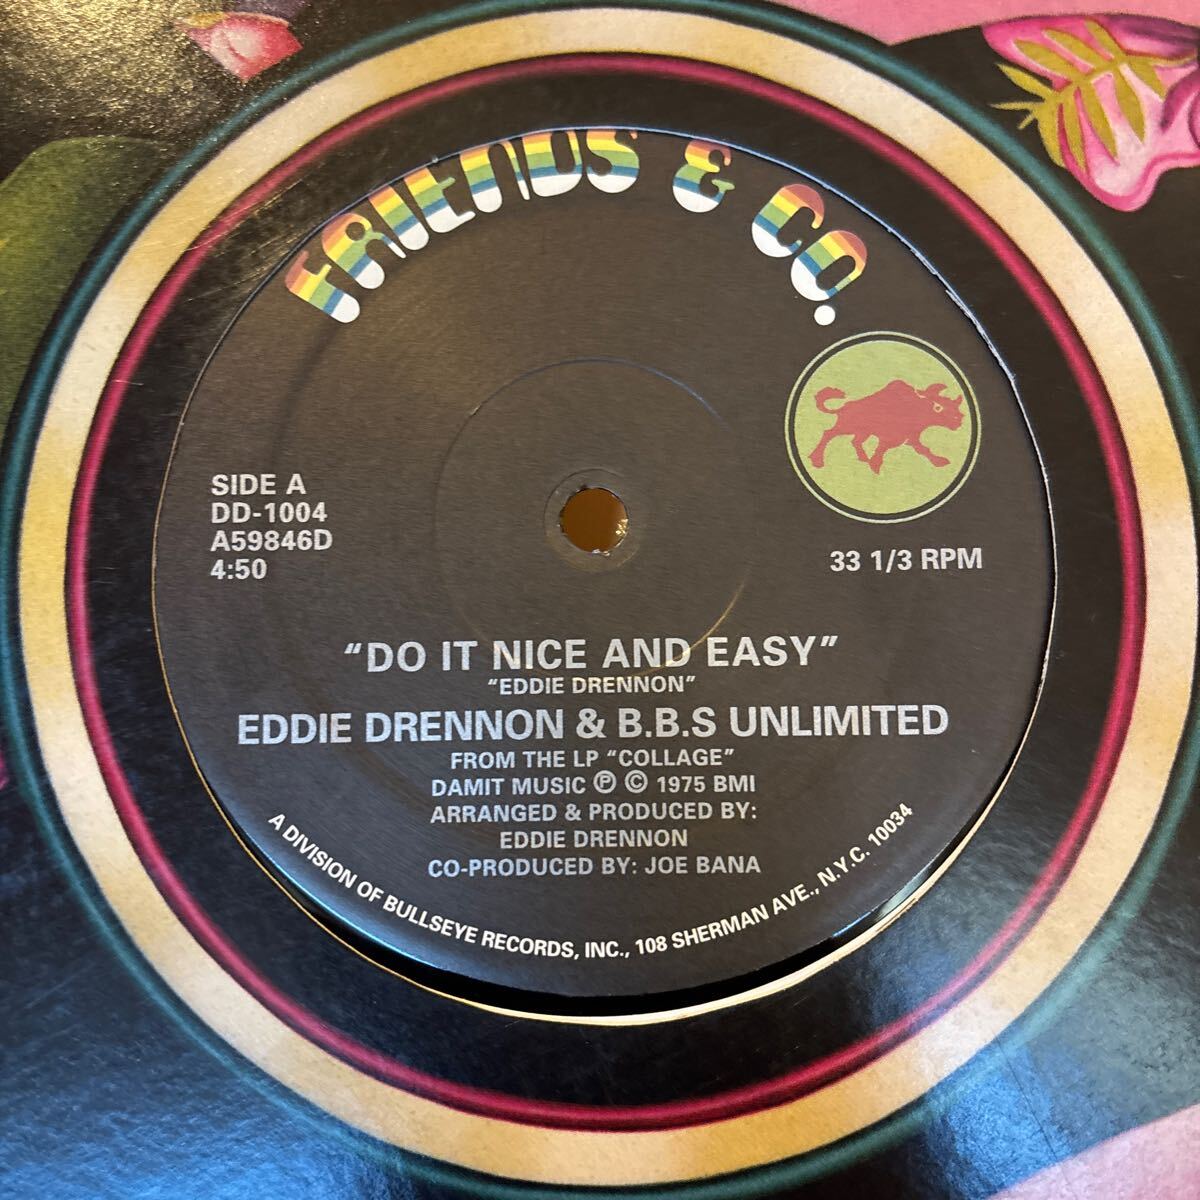 FRIENDS & CO.
SIDE A
DD-1004
A59846D
4:50
33 1/3 RPM
"DO IT NICE AND EASY"
"EDDIE DRENNON"
EDDIE DRENNON & B.B.S UNLIMITED
FROM THE LP "COLLAGE"
DAMIT MUSIC ℗ © 1975 BMI
ARRANGED & PRODUCED BY:
EDDIE DRENNON
CO-PRODUCED BY: JOE BANA
A DIVISION OF BULLSEYE RECORDS, INC., 108 SHERMAN AVE., N.Y.C. 10034